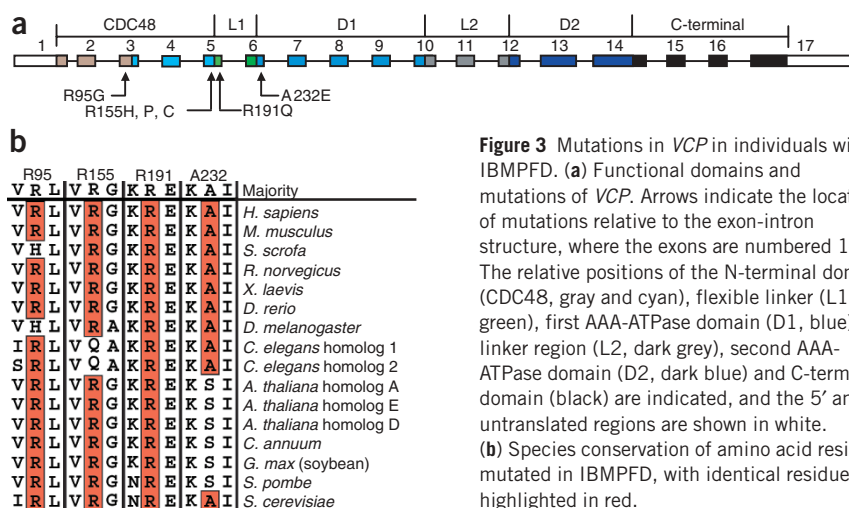 a
CDC48 L1 D1 L2 D2 C-terminal
1 2 3 4 5 6 7 8 9 10 11 12 13 14 15 16 17
R95G
R155H, P, C
R191Q
A232E
b
R95 R155 R191 A232
V R L V R G K R E K A I Majority
V R L V R G K R E K A I H. sapiens
V R L V R G K R E K A I M. musculus
V H L V R G K R E K A I S. scrofa
V R L V R G K R E K A I R. norvegicus
V R L V R G K R E K A I X. laevis
V R L V R G K R E K A I D. rerio
V H L V R A K R E K A I D. melanogaster
I R L V Q A K R E K A I C. elegans homolog 1
S R L V Q A K R E K A I C. elegans homolog 2
V R L V R G K R E K S I A. thaliana homolog A
V R L V R G K R E K S I A. thaliana homolog E
V R L V R G K R E K S I A. thaliana homolog D
V R L V R G K R E K S I C. annuum
V R L V R G K R E K S I G. max (soybean)
V R L V R G N R E K S I S. pombe
I R L V R G N R E K A I S. cerevisiae
Figure 3 Mutations in VCP in individuals wi
IBMPFD. (a) Functional domains and
mutations of VCP. Arrows indicate the locat
of mutations relative to the exon-intron
structure, where the exons are numbered 1
The relative positions of the N-terminal don
(CDC48, gray and cyan), flexible linker (L1
green), first AAA-ATPase domain (D1, blue)
linker region (L2, dark grey), second AAA-
ATPase domain (D2, dark blue) and C-term
domain (black) are indicated, and the 5′ an
untranslated regions are shown in white.
(b) Species conservation of amino acid resi
mutated in IBMPFD, with identical residue
highlighted in red.